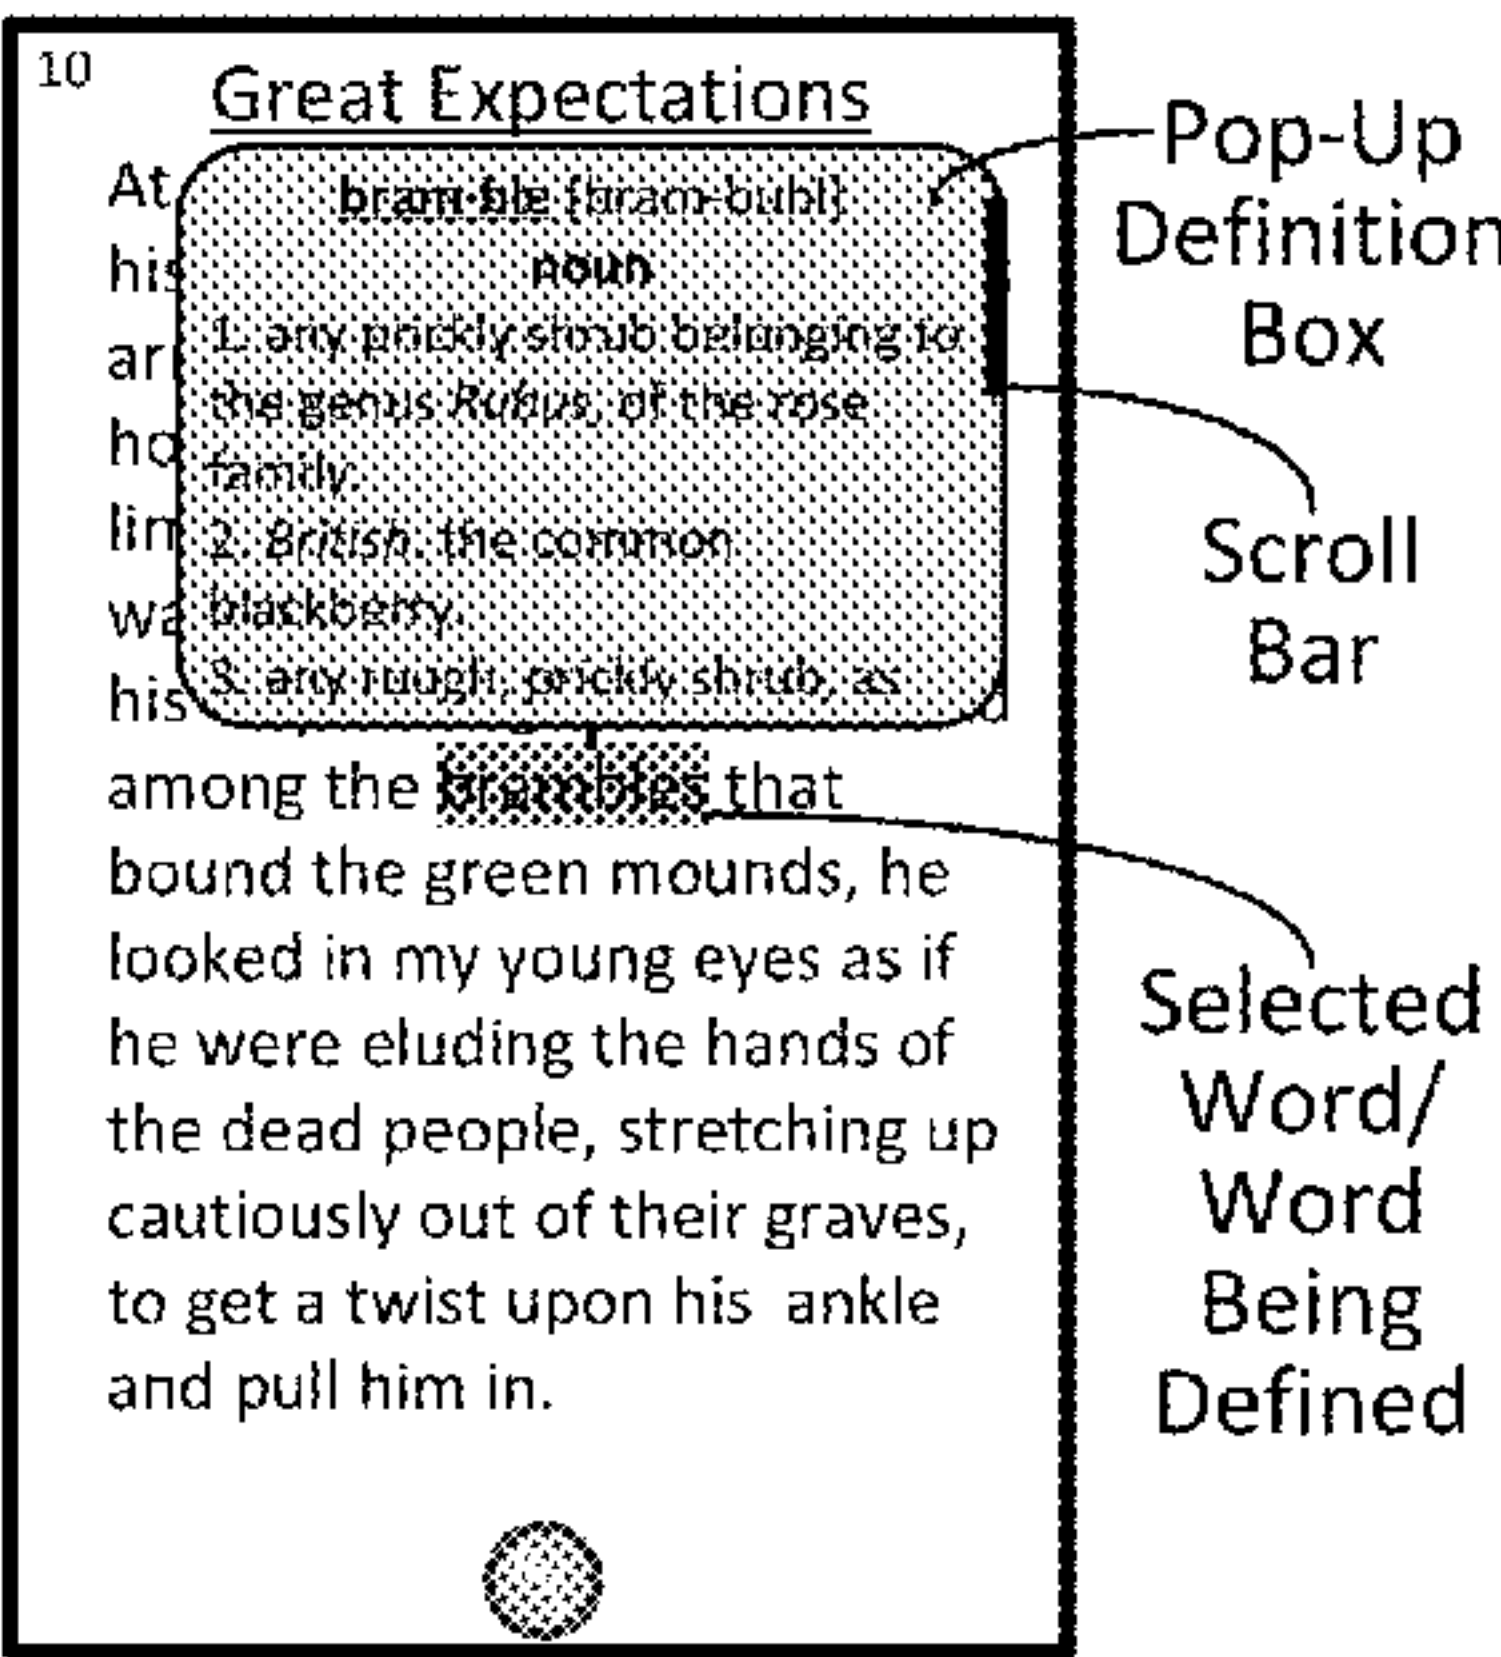 10
Great Expectations
At
his
ar
ho
lin
wa
his
bram·ble [bram-buhl]
noun
1. any prickly shrub belonging to
the genus Rubus, of the rose
family.
2. British. the common
blackberry.
3. any rough, prickly shrub, as
among the brambles that
bound the green mounds, he
looked in my young eyes as if
he were eluding the hands of
the dead people, stretching up
cautiously out of their graves,
to get a twist upon his ankle
and pull him in.
Pop-Up
Definition
Box
Scroll
Bar
Selected
Word/
Word
Being
Defined